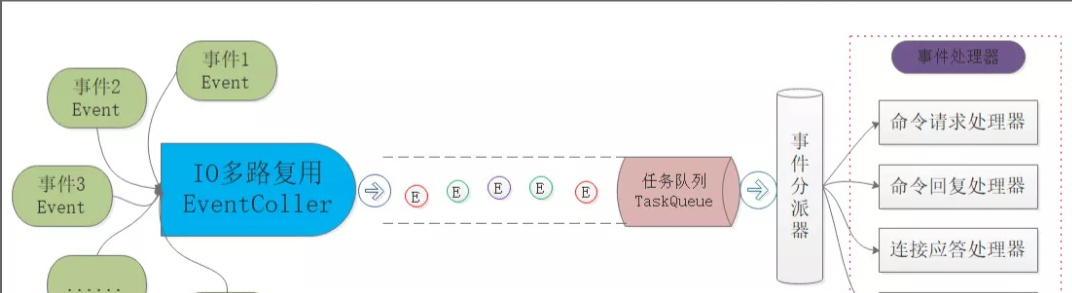 事件1
Event
事件2
Event
事件3
Event
......
IO多路复用
EventColler
E
E
E
E
E
任务队列
TaskQueue
事件分派器
事件处理器
命令请求处理器
命令回复处理器
连接应答处理器